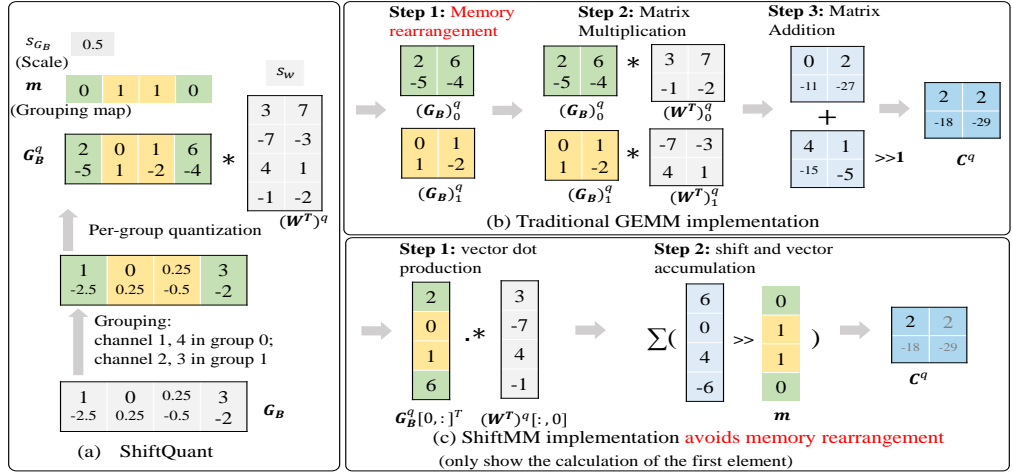 s_{G_B} 0.5
(Scale)
m 0 1 1 0
(Grouping map)
s_w
G_B^q 2 0 1 6
-5 1 -2 -4
*
3 7
-7 -3
4 1
-1 -2
(W^T)^q
Per-group quantization
1 0 0.25 3
-2.5 0.25 -0.5 -2
Grouping:
channel 1, 4 in group 0;
channel 2, 3 in group 1
1 0 0.25 3
-2.5 0.25 -0.5 -2
G_B
(a) ShiftQuant
Step 1: Memory
rearrangement
2 6
-5 -4
(G_B)_0^q
0 1
1 -2
(G_B)_1^q
Step 2: Matrix
Multiplication
2 6 * 3 7
-5 -4 -1 -2
(G_B)_0^q (W^T)_0^q
0 1 * -7 -3
1 -2 4 1
(G_B)_1^q (W^T)_1^q
Step 3: Matrix
Addition
0 2
-11 -27
+
4 1
-15 -5
>>1
2 2
-18 -29
C^q
(b) Traditional GEMM implementation
Step 1: vector dot
production
2
0
1
6
.*
3
-7
4
-1
G_B^q[0,:]^T (W^T)^q[:,0]
Step 2: shift and vector
accumulation
∑(
6
0
4
-6
>>
0
1
1
0
)
m
2 2
-18 -29
C^q
(c) ShiftMM implementation avoids memory rearrangement
(only show the calculation of the first element)